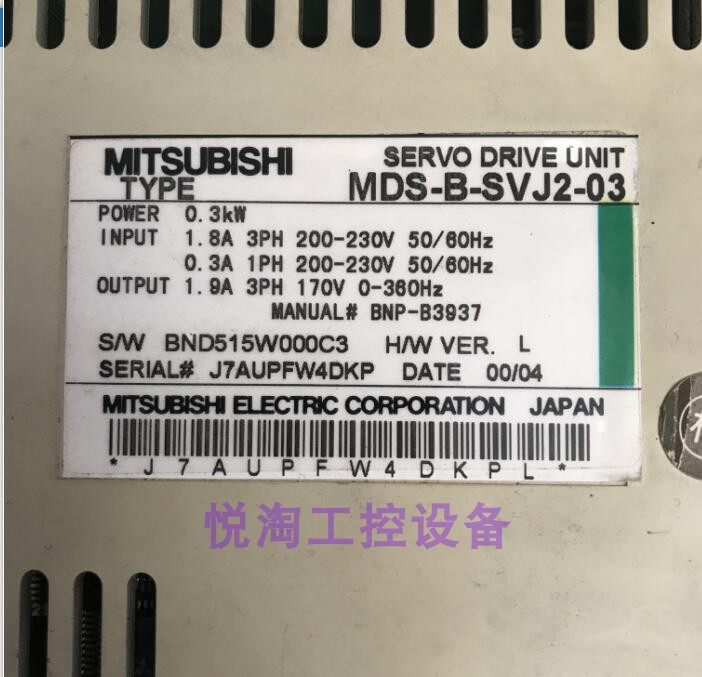 MITSUBISHI SERVO DRIVE UNIT
TYPE MDS-B-SVJ2-03
POWER 0.3kW
INPUT 1.8A 3PH 200-230V 50/60Hz
0.3A 1PH 200-230V 50/60Hz
OUTPUT 1.9A 3PH 170V 0-360Hz
MANUAL# BNP-B3937
S/W BND515W000C3 H/W VER. L
SERIAL# J7AUPFW4DKP DATE 00/04
MITSUBISHI ELECTRIC CORPORATION JAPAN
*J7AUPFW4DKPL*
悦淘工控设备